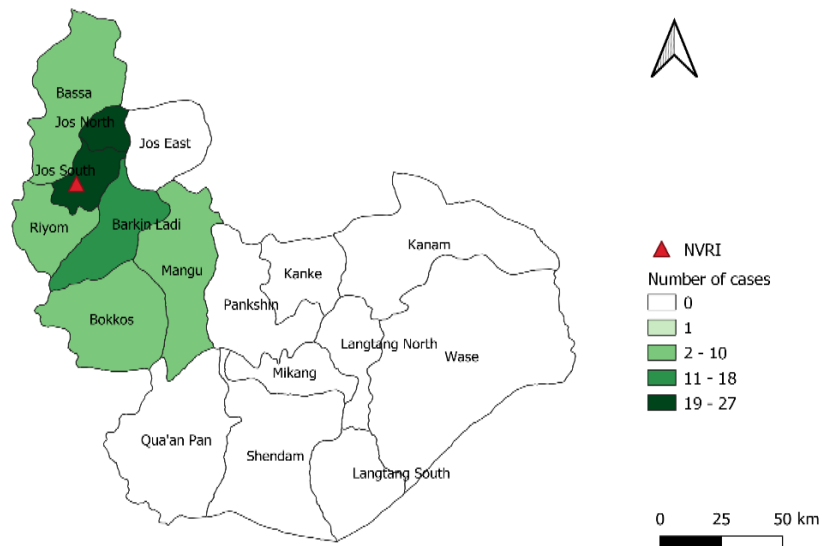 Bassa
Jos North
Jos East
Jos South
Riyom
Barkin Ladi
Mangu
Bokkos
Kanam
Kanke
Pankshin
Langtang North
Wase
Mikang
Qua'an Pan
Shendam
Langtang South
NVRI
Number of cases
0
1
2 - 10
11 - 18
19 - 27
0 25 50 km